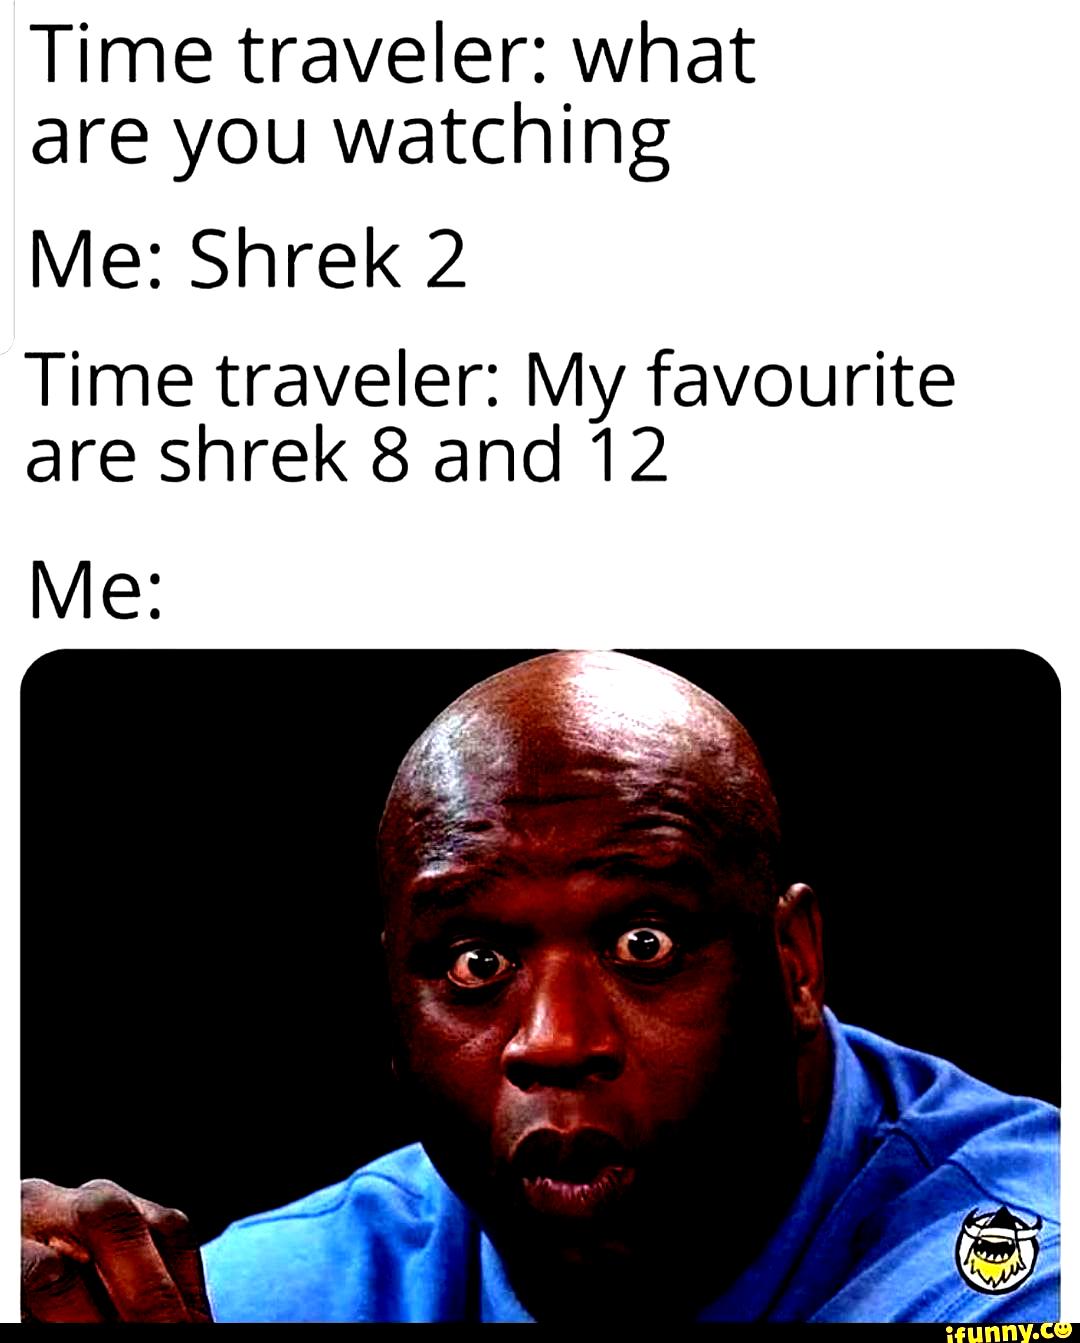 Time traveler: what
are you watching
Me: Shrek 2
Time traveler: My favourite
are shrek 8 and 12
Me:
ifunny.co